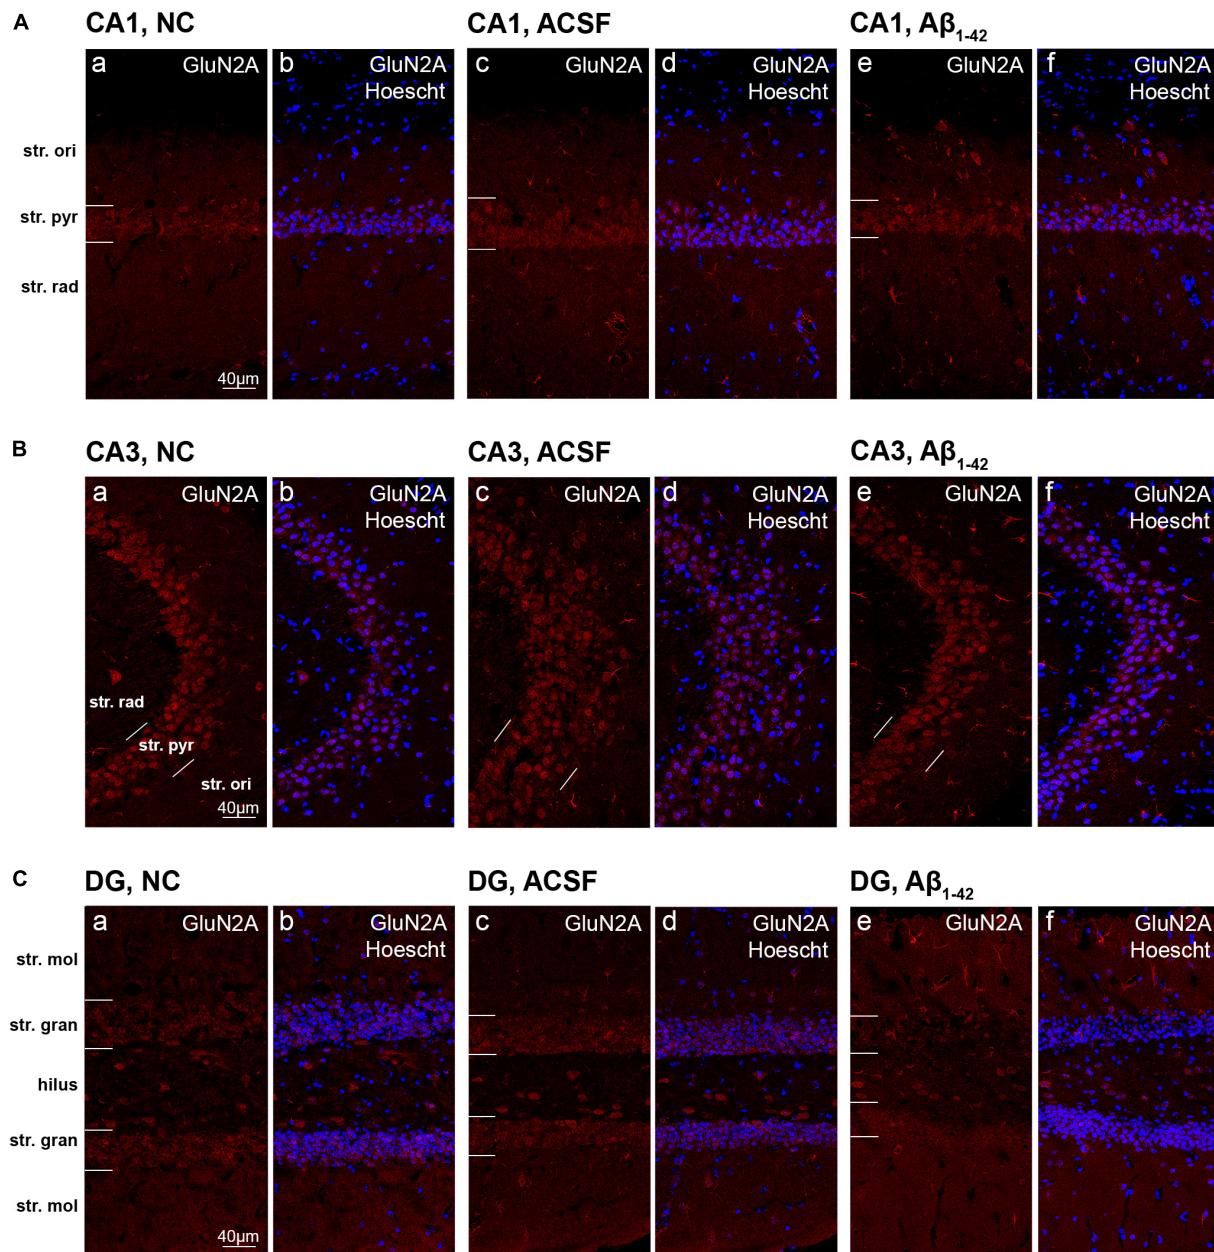 A
CA1, NC
CA1, ACSF
CA1, Aβ1-42
a
GluN2A
b
GluN2A
Hoescht
c
GluN2A
d
GluN2A
Hoescht
e
GluN2A
f
GluN2A
Hoescht
str. ori
str. pyr
str. rad
40μm
B
CA3, NC
CA3, ACSF
CA3, Aβ1-42
a
GluN2A
b
GluN2A
Hoescht
c
GluN2A
d
GluN2A
Hoescht
e
GluN2A
f
GluN2A
Hoescht
str. rad
str. pyr
str. ori
40μm
C
DG, NC
DG, ACSF
DG, Aβ1-42
a
GluN2A
b
GluN2A
Hoescht
c
GluN2A
d
GluN2A
Hoescht
e
GluN2A
f
GluN2A
Hoescht
str. mol
str. gran
hilus
str. gran
str. mol
40μm